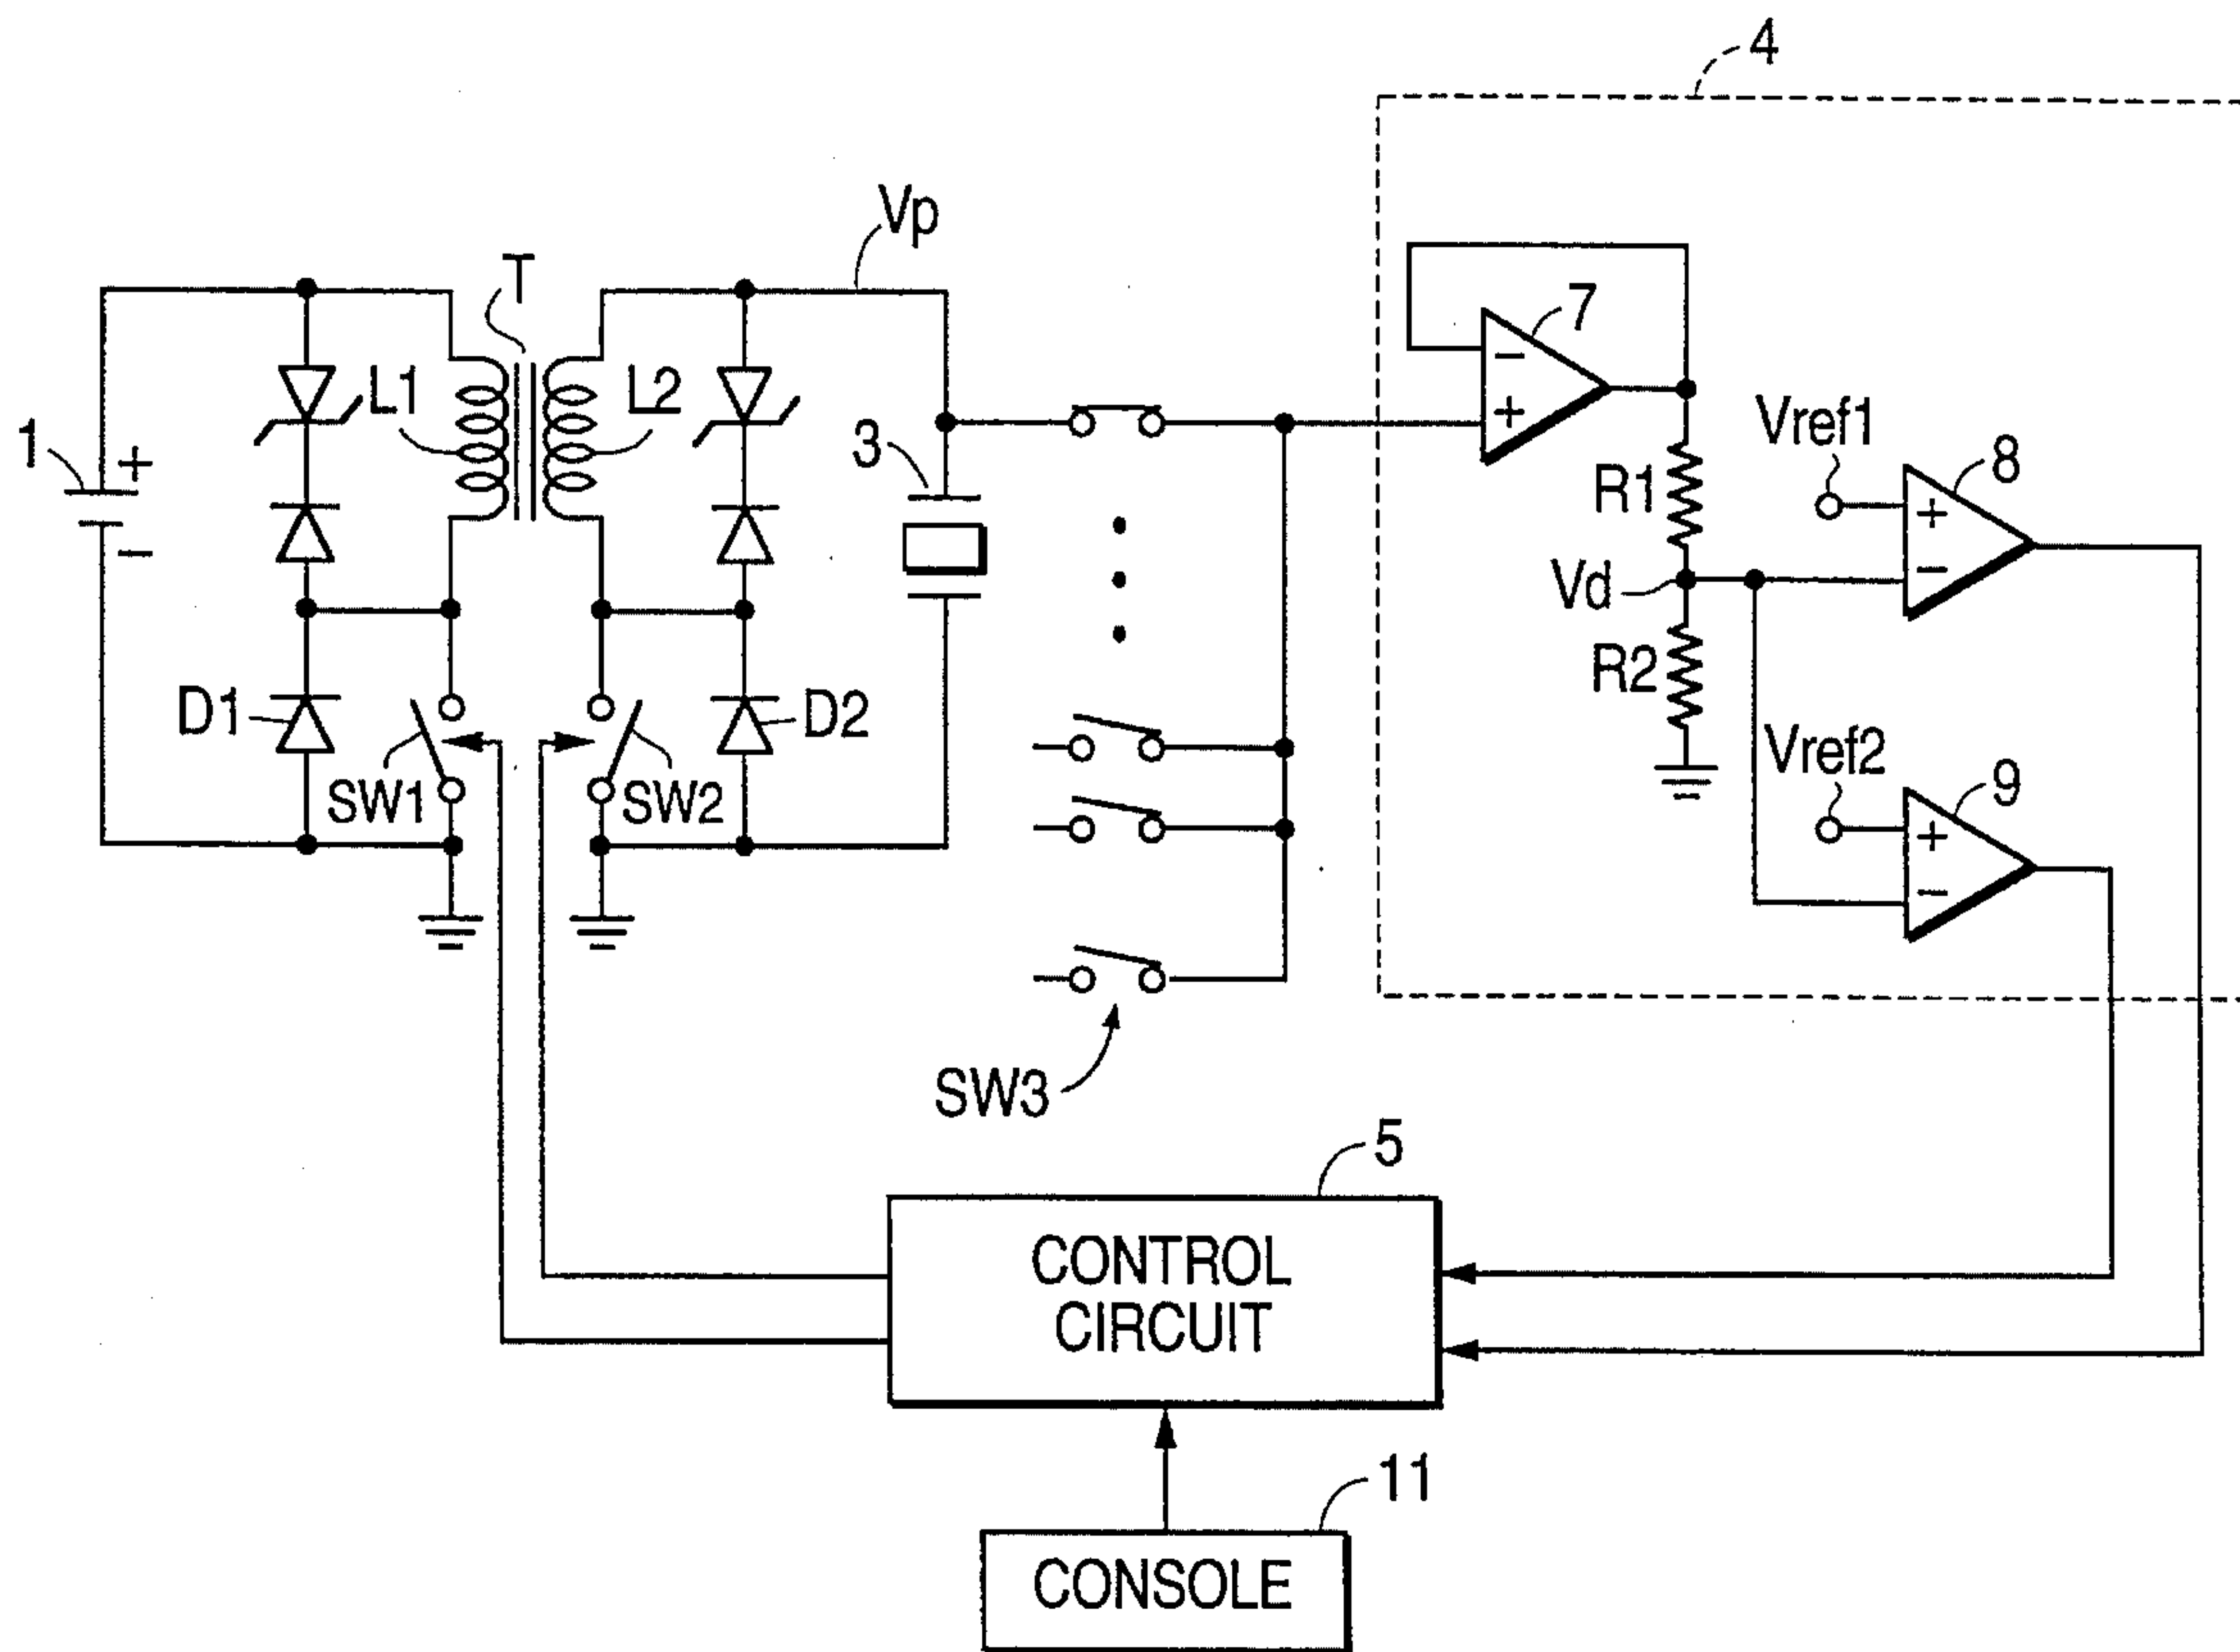 4
Vp
T
7
Vref1
8
L1
L2
1
+
−
3
−
+
R1
+
−
Vd
R2
D1
D2
Vref2
9
SW1
SW2
+
−
SW3
5
CONTROL
CIRCUIT
11
CONSOLE